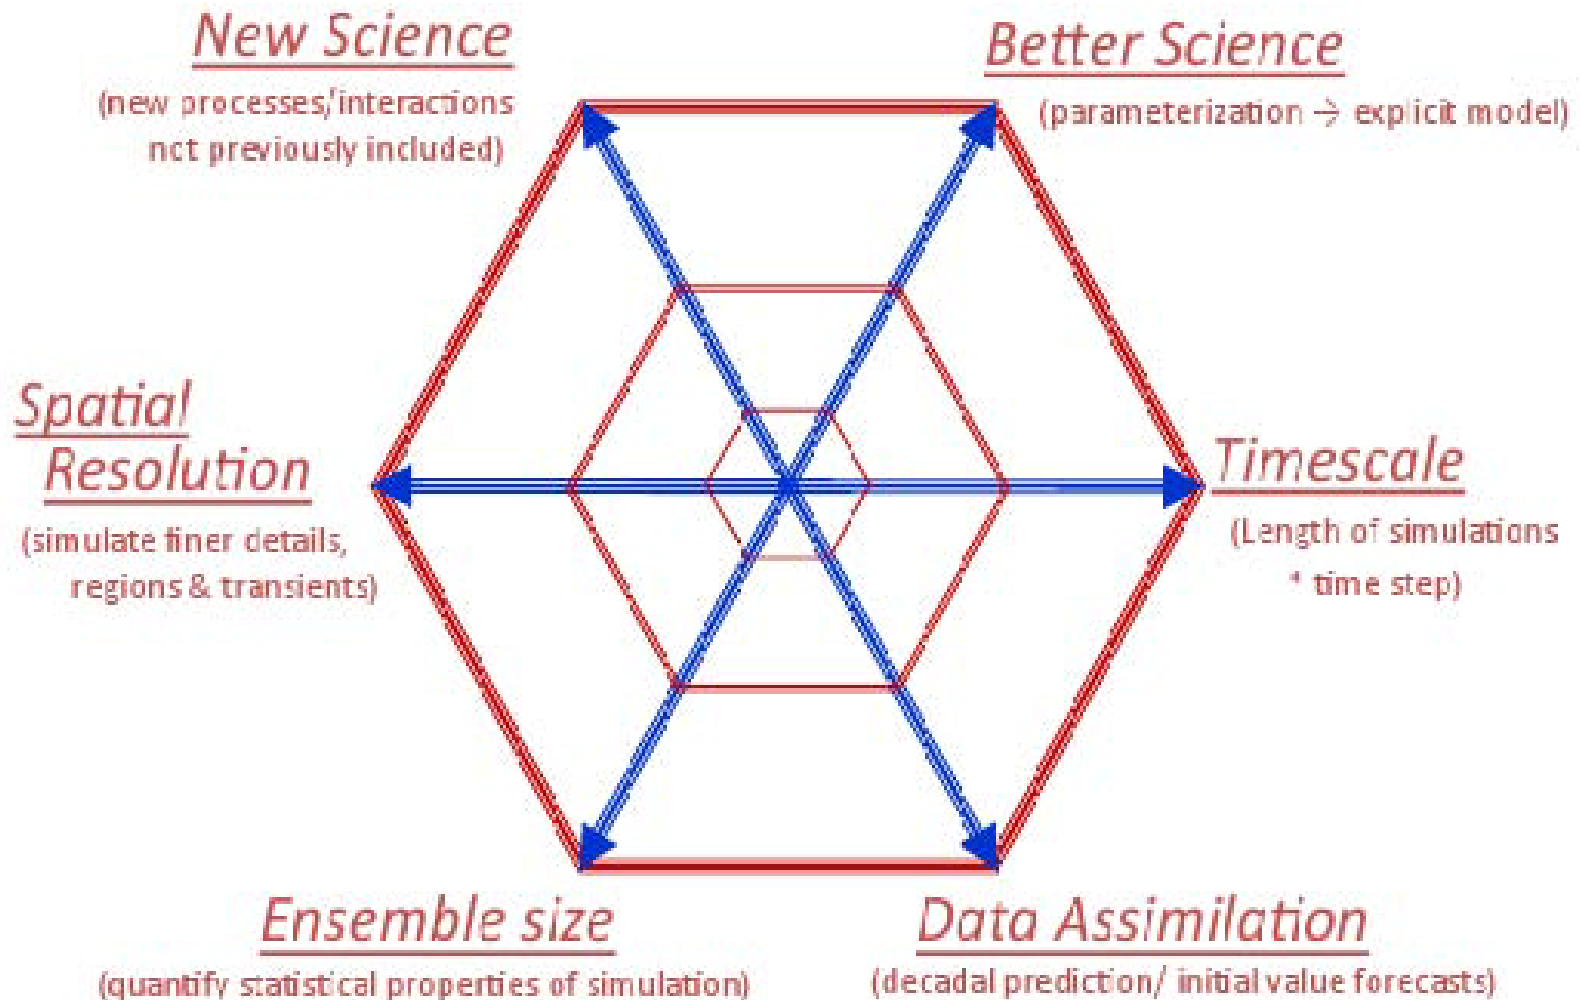 New Science
(new processes/interactions
not previously included)
Better Science
(parameterization → explicit model)
Spatial
Resolution
(simulate finer details,
regions & transients)
Timescale
(Length of simulations
* time step)
Ensemble size
(quantify statistical properties of simulation)
Data Assimilation
(decadal prediction/ initial value forecasts)